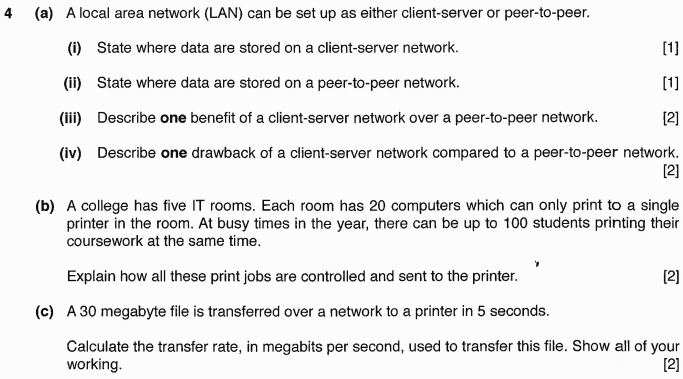 4 (a) A local area network (LAN) can be set up as either client-server or peer-to-peer.
(i) State where data are stored on a client-server network. [1]
(ii) State where data are stored on a peer-to-peer network. [1]
(iii) Describe one benefit of a client-server network over a peer-to-peer network. [2]
(iv) Describe one drawback of a client-server network compared to a peer-to-peer network.
[2]
(b) A college has five IT rooms. Each room has 20 computers which can only print to a single
printer in the room. At busy times in the year, there can be up to 100 students printing their
coursework at the same time.
Explain how all these print jobs are controlled and sent to the printer. [2]
(c) A 30 megabyte file is transferred over a network to a printer in 5 seconds.
Calculate the transfer rate, in megabits per second, used to transfer this file. Show all of your
working. [2]